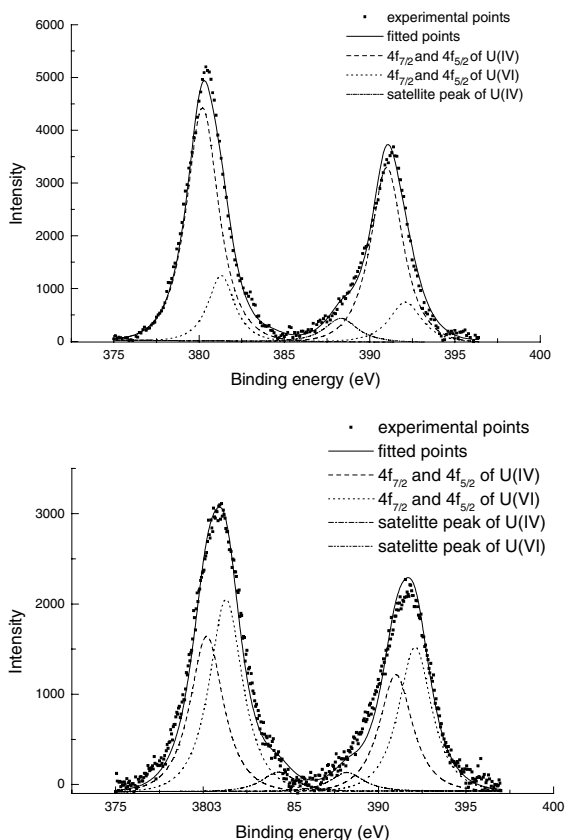 experimental points
fitted points
4f7/2 and 4f5/2 of U(IV)
4f7/2 and 4f5/2 of U(VI)
satellite peak of U(IV)
6000
5000
4000
3000
2000
1000
0
Intensity
375 380 385 390 395 400
Binding energy (eV)
experimental points
fitted points
4f7/2 and 4f5/2 of U(IV)
4f7/2 and 4f5/2 of U(VI)
satelitte peak of U(IV)
satelitte peak of U(VI)
3000
2000
1000
0
Intensity
375 3803 85 390 395 400
Binding energy (eV)